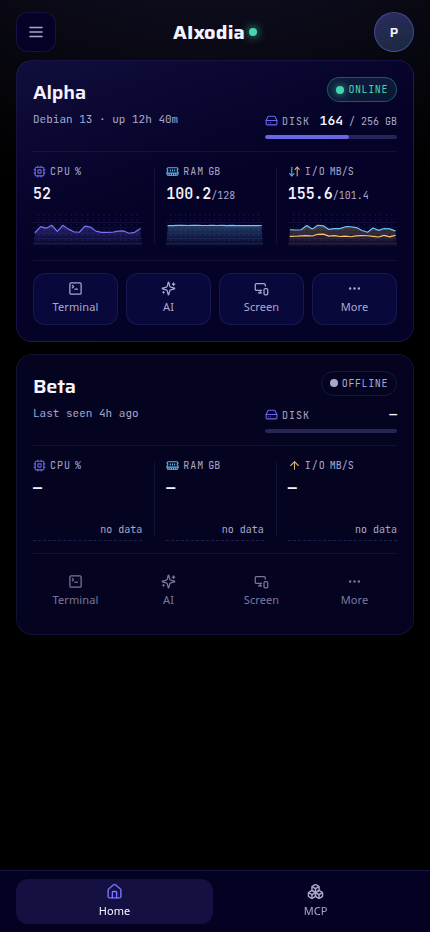 AIxodia
P
Alpha
ONLINE
Debian 13 · up 12h 40m
DISK 164 / 256 GB
CPU % RAM GB I/O MB/S
52 100.2/128 155.6/101.4
Terminal AI Screen More
Beta
OFFLINE
Last seen 4h ago
DISK —
CPU % RAM GB I/O MB/S
— — —
no data no data no data
Terminal AI Screen More
Home MCP